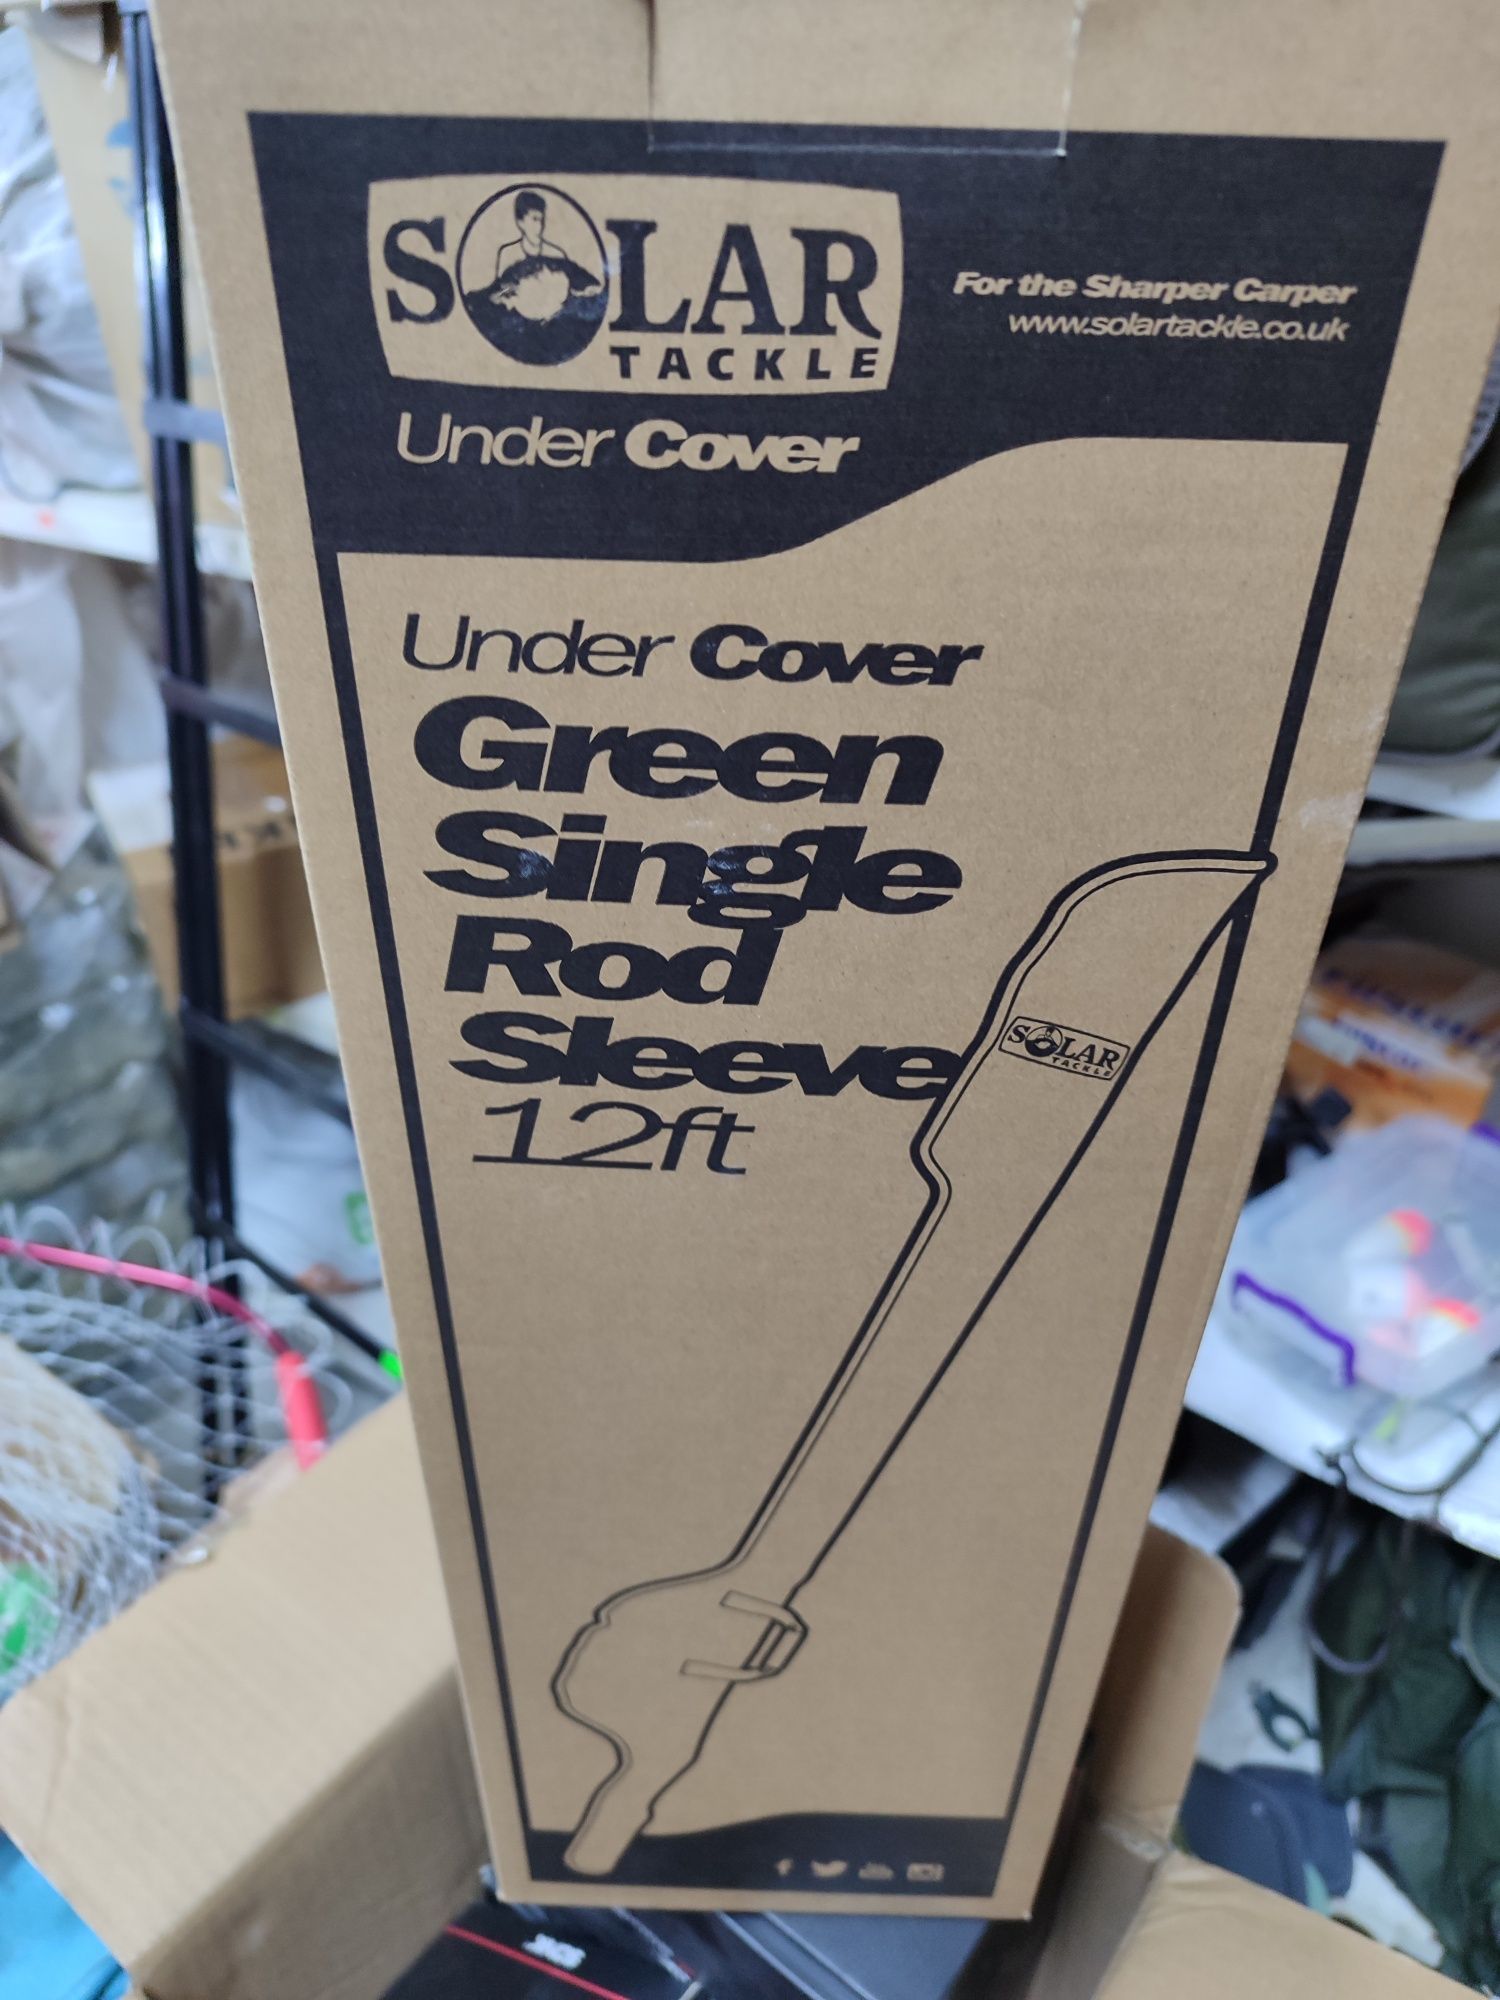 SOLAR
TACKLE
For the Sharper Carper
www.solartackle.co.uk
Under Cover
Under Cover
Green
Single
Rod
Sleeve
12ft
SOLAR
TACKLE